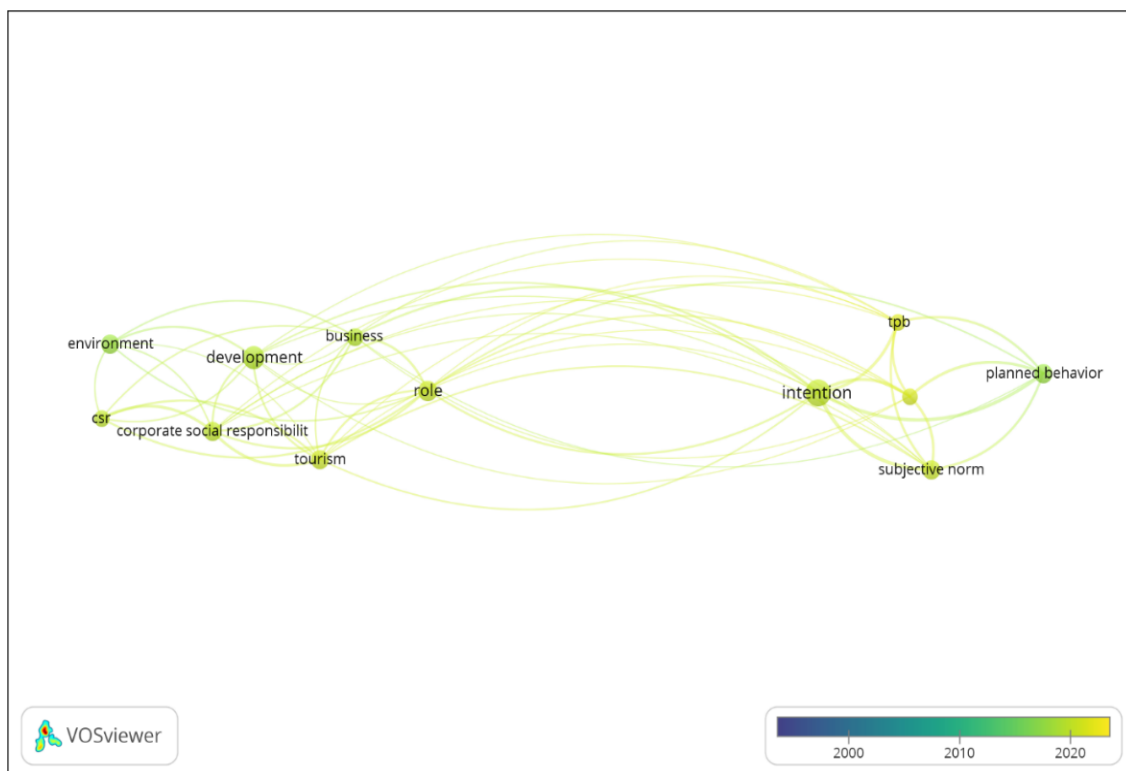 tpb
business
environment
development
planned behavior
role
intention
csr
corporate social responsibilit
tourism
subjective norm
VOSviewer
2000
2010
2020